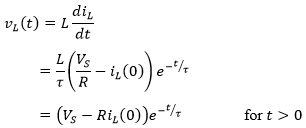 v_L(t) = L di_L/dt
= L/τ (V_S/R − i_L(0)) e^{−t/τ}
= (V_S − Ri_L(0))e^{−t/τ} for t > 0